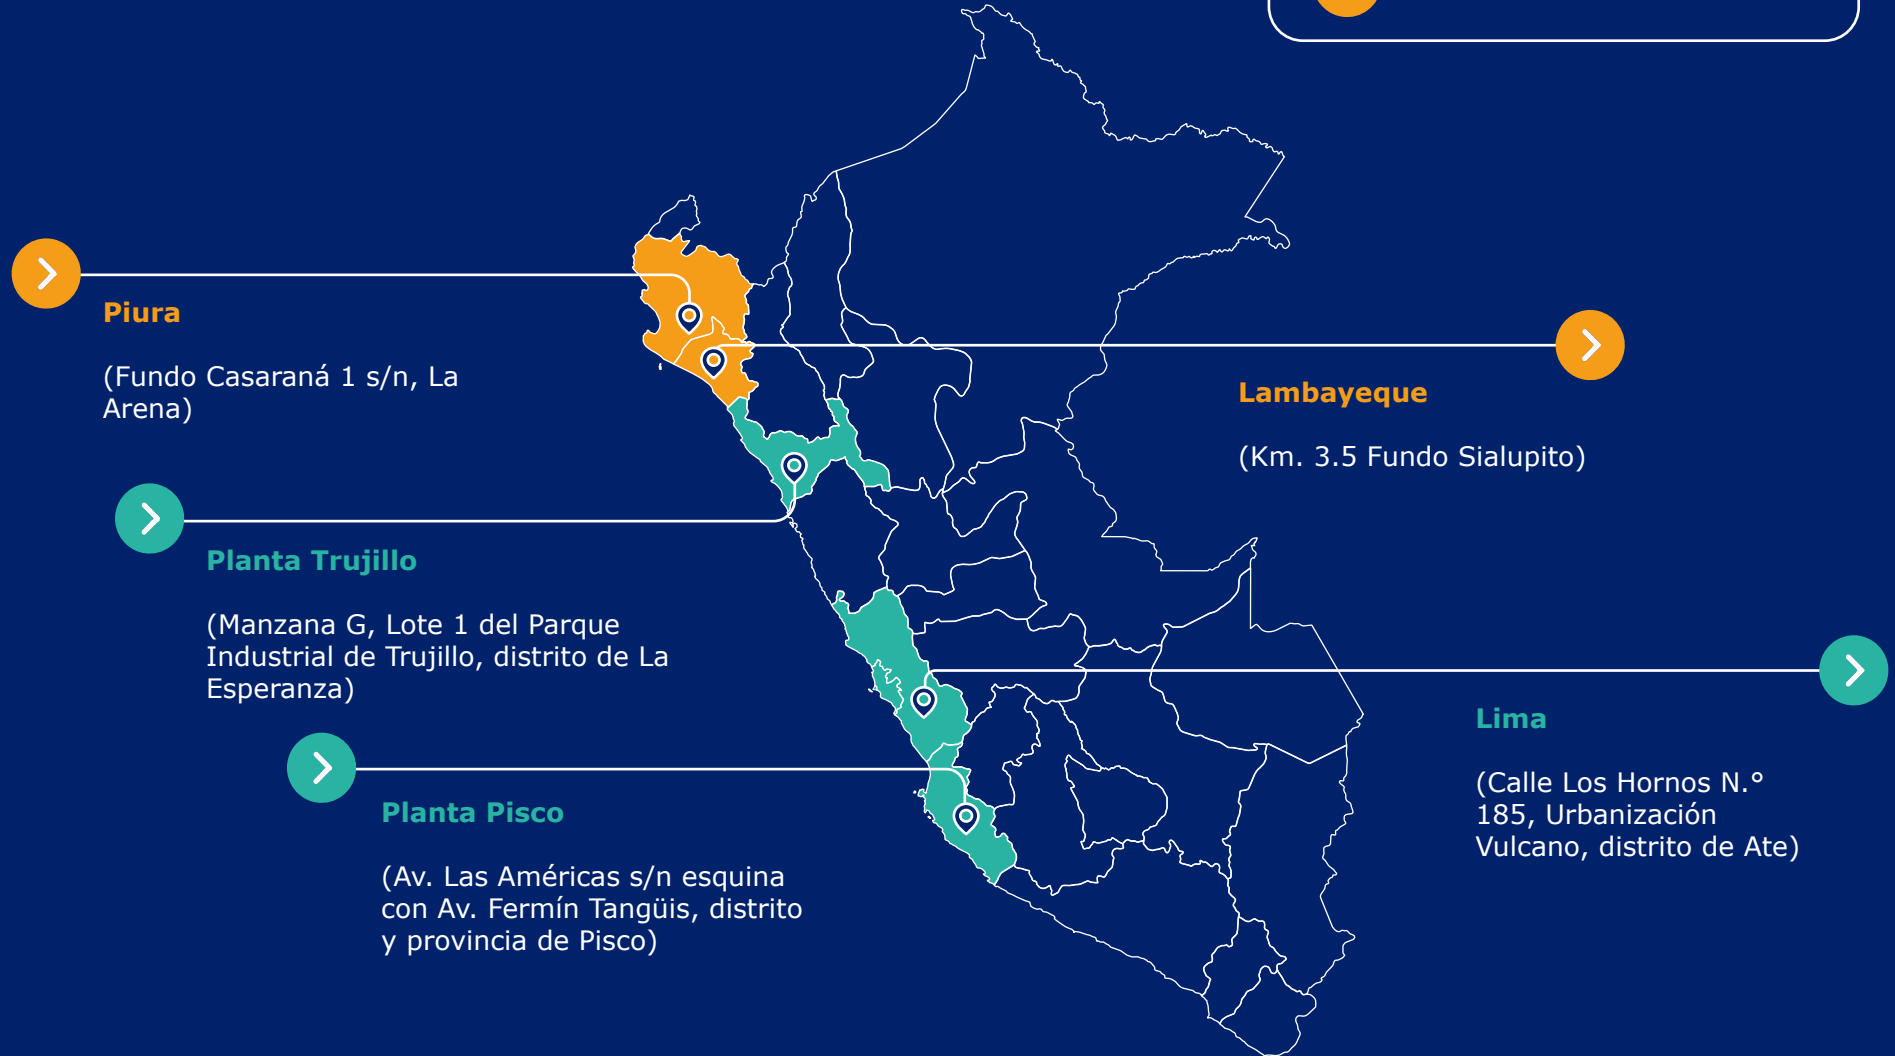 Piura
(Fundo Casaraná 1 s/n, La
Arena)
Lambayeque
(Km. 3.5 Fundo Sialupito)
Planta Trujillo
(Manzana G, Lote 1 del Parque
Industrial de Trujillo, distrito de La
Esperanza)
Lima
(Calle Los Hornos N.°
185, Urbanización
Vulcano, distrito de Ate)
Planta Pisco
(Av. Las Américas s/n esquina
con Av. Fermín Tangüis, distrito
y provincia de Pisco)